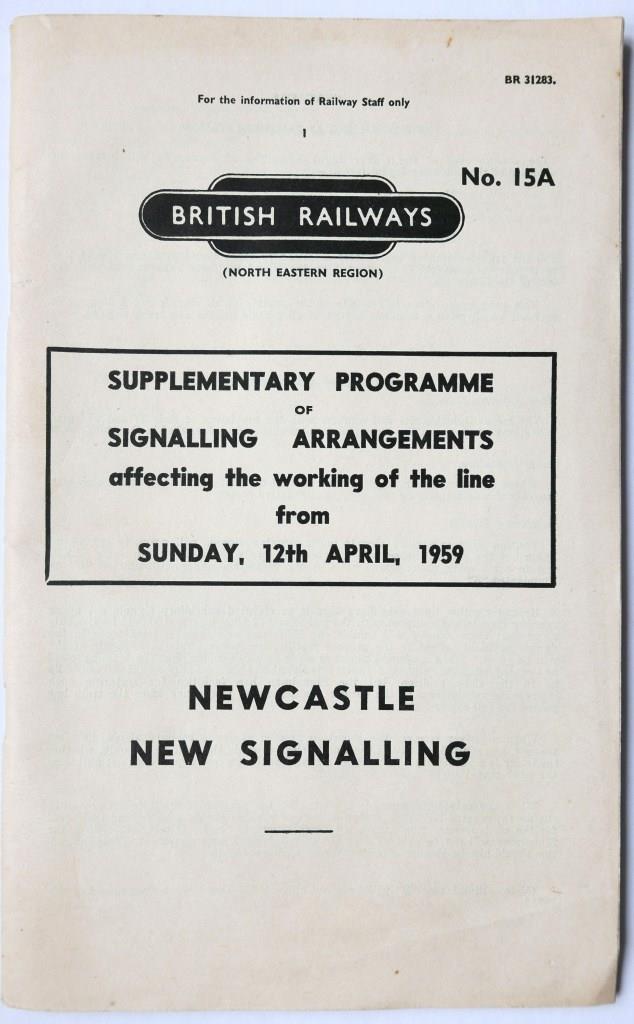 BR 31283.
For the information of Railway Staff only
1
No. 15A
BRITISH RAILWAYS
(NORTH EASTERN REGION)
SUPPLEMENTARY PROGRAMME
OF
SIGNALLING ARRANGEMENTS
affecting the working of the line
from
SUNDAY, 12th APRIL, 1959
NEWCASTLE
NEW SIGNALLING